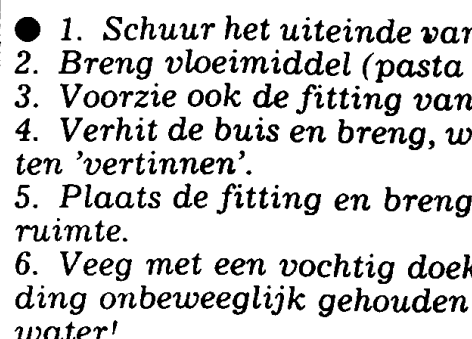 ● 1. Schuur het uiteinde van
2. Breng vloeimiddel (pasta
3. Voorzie ook de fitting van
4. Verhit de buis en breng, w
ten 'vertinnen'.
5. Plaats de fitting en breng
ruimte.
6. Veeg met een vochtig doek
ding onbeweeglijk gehouden
water!